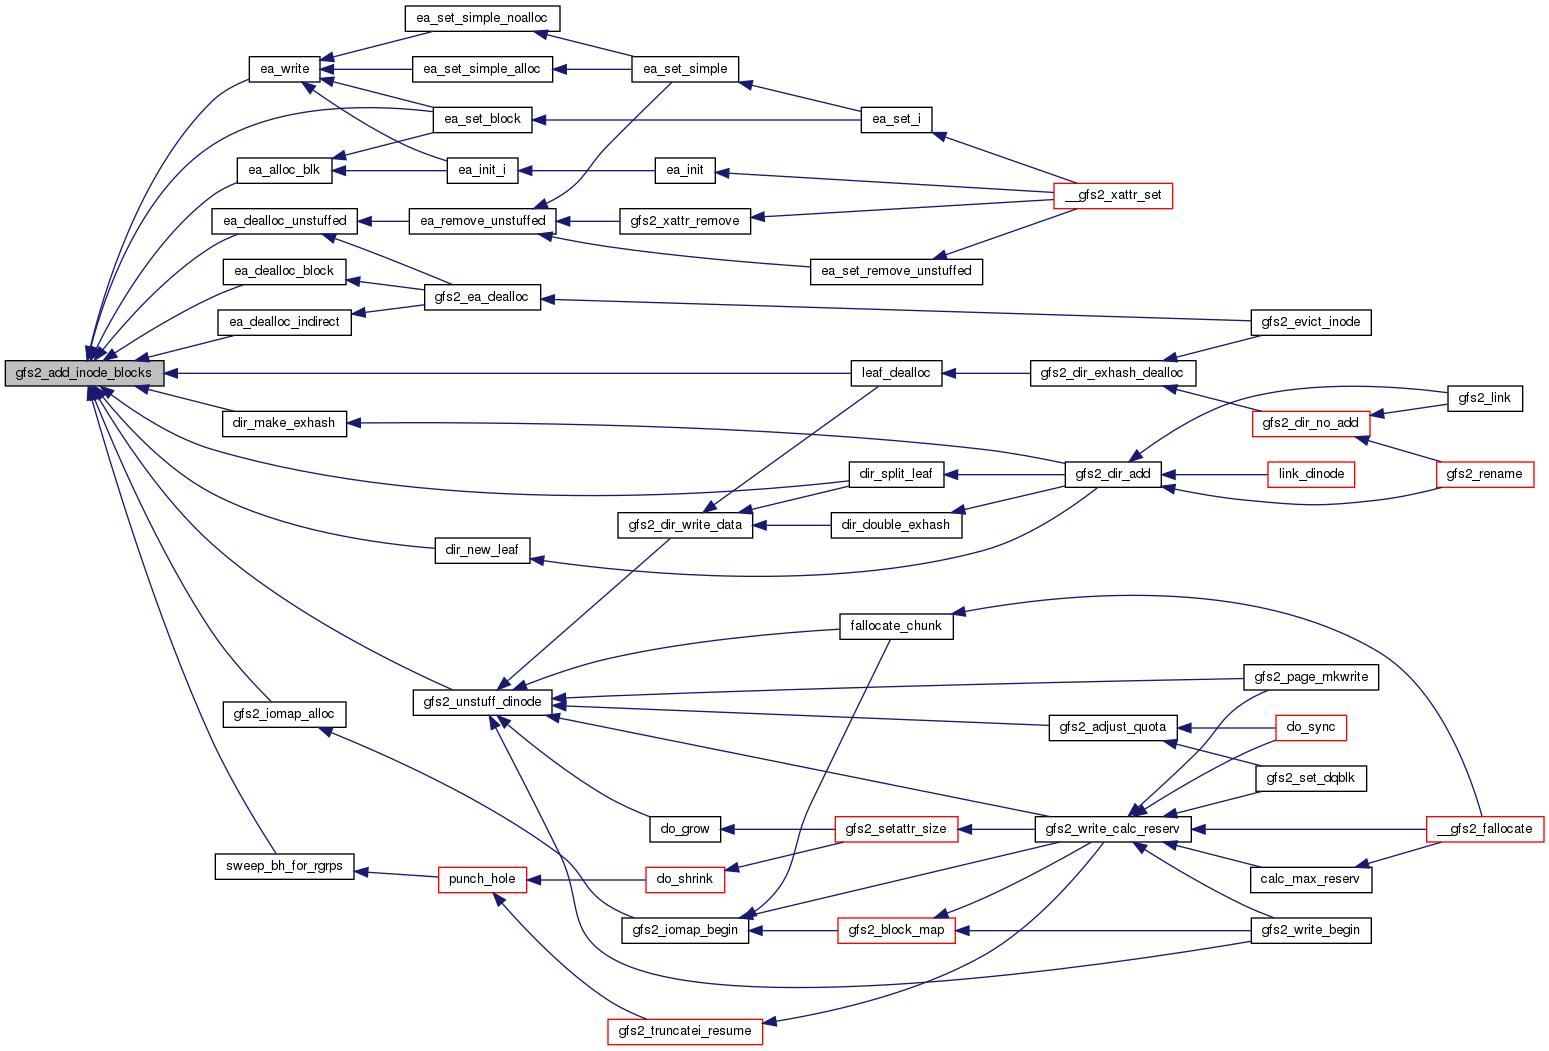 ea_set_simple_noalloc
ea_write
ea_set_simple_alloc
ea_set_simple
ea_set_block
ea_set_i
ea_alloc_blk
ea_init_i
ea_init
__gfs2_xattr_set
ea_dealloc_unstuffed
ea_remove_unstuffed
gfs2_xattr_remove
ea_dealloc_block
ea_set_remove_unstuffed
gfs2_ea_dealloc
ea_dealloc_indirect
gfs2_evict_inode
gfs2_add_inode_blocks
leaf_dealloc
gfs2_dir_exhash_dealloc
gfs2_link
dir_make_exhash
gfs2_dir_no_add
dir_split_leaf
gfs2_dir_add
link_dinode
gfs2_rename
gfs2_dir_write_data
dir_double_exhash
dir_new_leaf
fallocate_chunk
gfs2_page_mkwrite
gfs2_unstuff_dinode
gfs2_iomap_alloc
gfs2_adjust_quota
do_sync
gfs2_set_dqblk
do_grow
gfs2_setattr_size
gfs2_write_calc_reserv
__gfs2_fallocate
sweep_bh_for_rgrps
punch_hole
do_shrink
calc_max_reserv
gfs2_iomap_begin
gfs2_block_map
gfs2_write_begin
gfs2_truncatei_resume